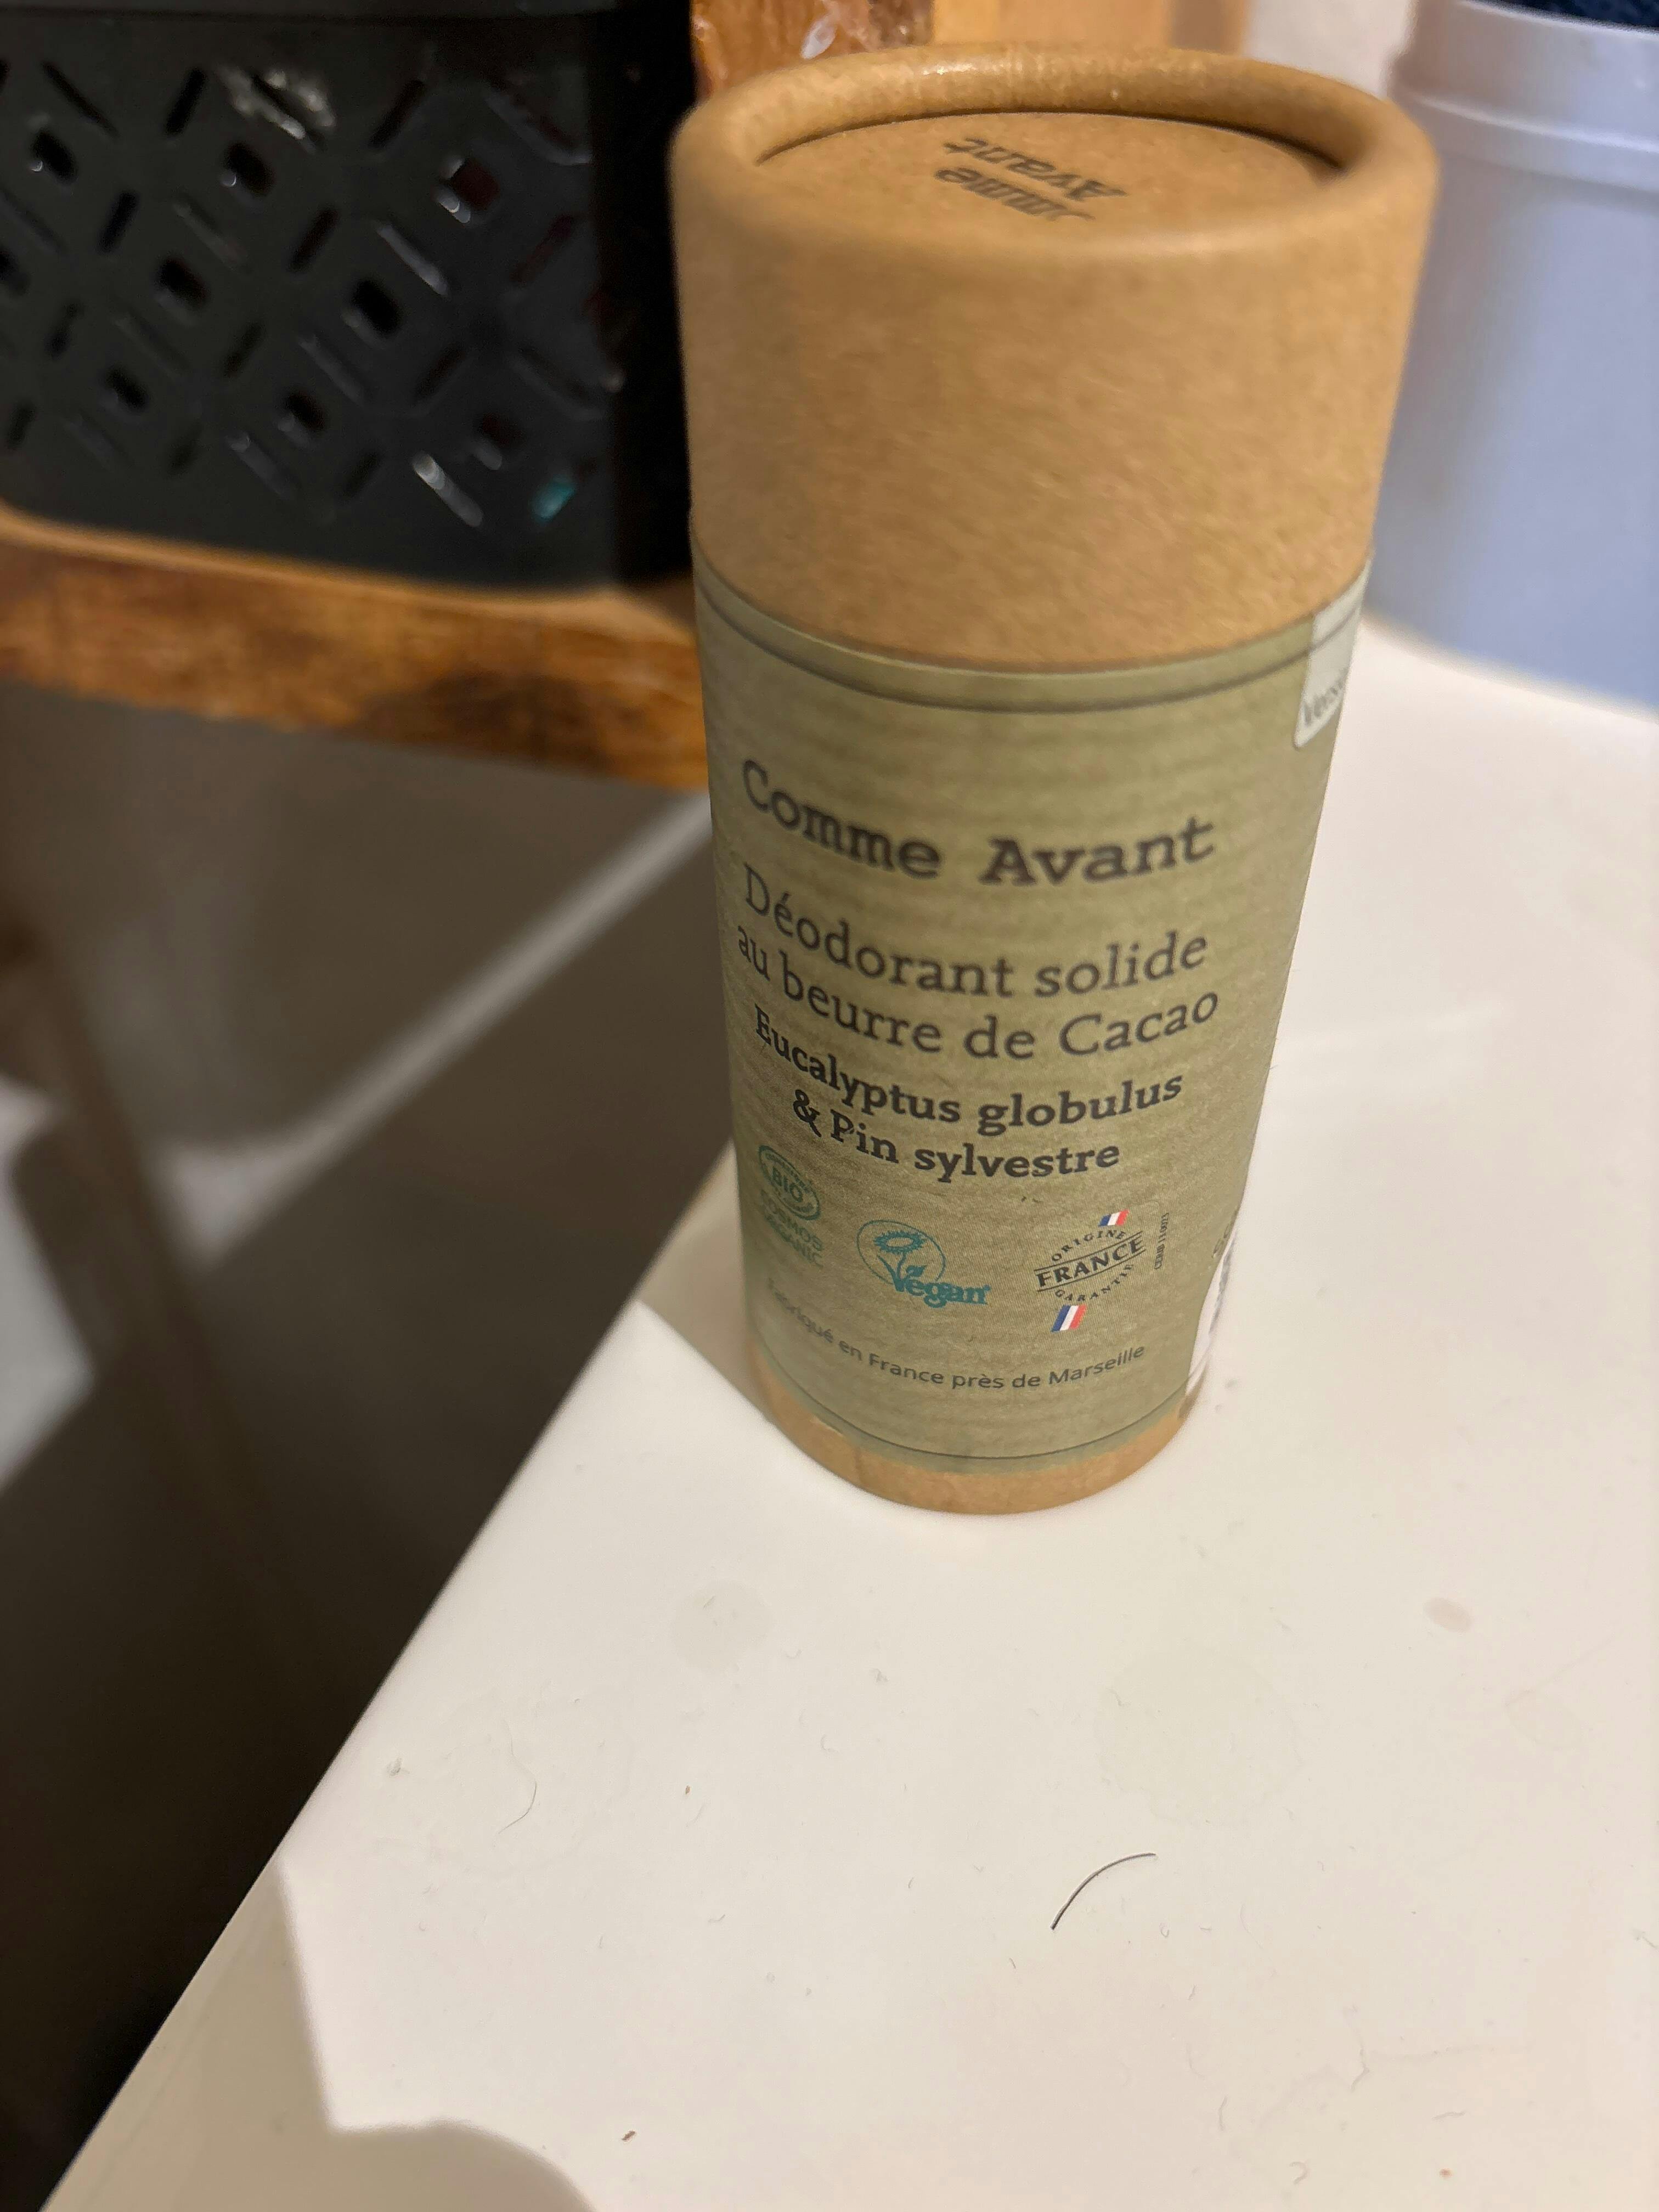 Comme
Avant
Comme Avant
Déodorant solide
au beurre de Cacao
Eucalyptus globulus
& Pin sylvestre
BIO
COSMOS
ORGANIC
Vegan
ORIGINE
FRANCE
GARANTIE
Fabriqué en France près de Marseille